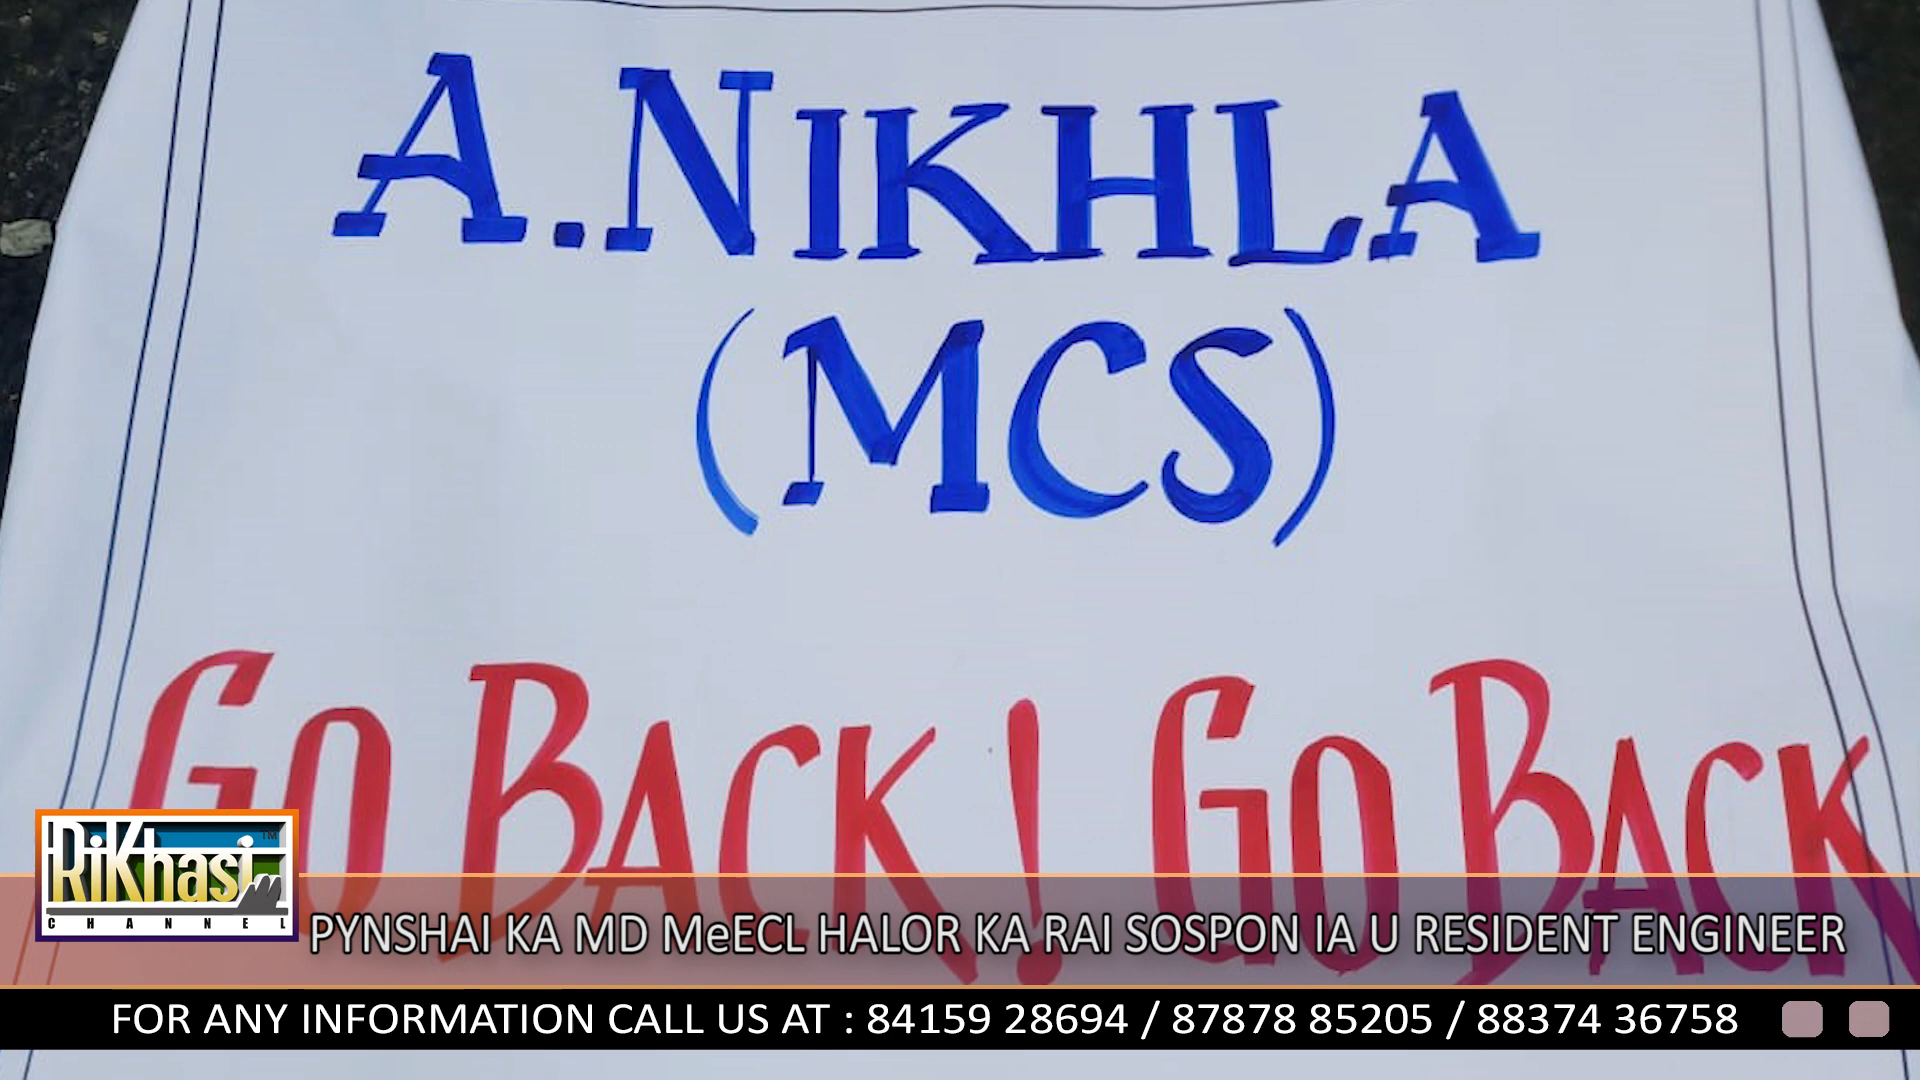 A. NIKHLA
(MCS)
GO BACK! GO BACK
RiKhasi TM
CHANNEL
PYNSHAI KA MD MeECL HALOR KA RAI SOSPON IA U RESIDENT ENGINEER
FOR ANY INFORMATION CALL US AT : 84159 28694 / 87878 85205 / 88374 36758